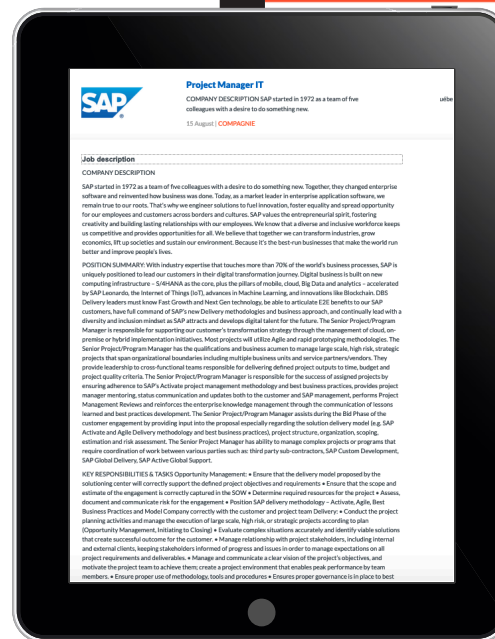 SAP
Project Manager IT
COMPANY DESCRIPTION SAP started in 1972 as a team of five
colleagues with a desire to do something new.
uébe
15 August | COMPAGNIE
Job description
COMPANY DESCRIPTION
SAP started in 1972 as a team of five colleagues with a desire to do something new. Together, they changed enterprise
software and reinvented how business was done. Today, as a market leader in enterprise application software, we
remain true to our roots. That's why we engineer solutions to fuel innovation, foster equality and spread opportunity
for our employees and customers across borders and cultures. SAP values the entrepreneurial spirit, fostering
creativity and building lasting relationships with our employees. We know that a diverse and inclusive workforce keeps
us competitive and provides opportunities for all. We believe that together we can transform industries, grow
economics, lift up societies and sustain our environment. Because it's the best-run businesses that make the world run
better and improve people's lives.
POSITION SUMMARY: With industry expertise that touches more than 70% of the world's business processes, SAP is
uniquely positioned to lead our customers in their digital transformation journey. Digital business is built on new
computing infrastructure – S/4HANA as the core, plus the pillars of mobile, cloud, Big Data and analytics – accelerated
by SAP Leonardo, the Internet of Things (IoT), advances in Machine Learning, and innovations like Blockchain. DBS
Delivery leaders must know Fast Growth and Next Gen technology, be able to articulate E2E benefits to our SAP
customers, have full command of SAP's new Delivery methodologies and business approach, and continually lead with a
diversity and inclusion mindset as SAP attracts and develops digital talent for the future. The Senior Project/Program
Manager is responsible for supporting our customer's transformation strategy through the management of cloud, on-
premise or hybrid implementation initiatives. Most projects will utilize Agile and rapid prototyping methodologies. The
Senior Project/Program Manager has the qualifications and business acumen to manage large scale, high risk, strategic
projects that span organizational boundaries including multiple business units and service partners/vendors. They
provide leadership to cross-functional teams responsible for delivering defined project outputs to time, budget and
project quality criteria. The Senior Project/Program Manager is responsible for the success of assigned projects by
ensuring adherence to SAP's Activate project management methodology and best business practices, provides project
manager mentoring, status communication and updates both to the customer and SAP management, performs Project
Management Reviews and reinforces the enterprise knowledge management through the communication of lessons
learned and best practices development. The Senior Project/Program Manager assists during the Bid Phase of the
customer engagement by providing input into the proposal especially regarding the solution delivery model (e.g. SAP
Activate and Agile Delivery methodology and best business practices), project structure, organization, scoping,
estimation and risk assessment. The Senior Project Manager has ability to manage complex projects or programs that
require coordination of work between various parties such as: third party sub-contractors, SAP Custom Development,
SAP Global Delivery, SAP Active Global Support.
KEY RESPONSIBILITIES & TASKS Opportunity Management: • Ensure that the delivery model proposed by the
solutioning center will correctly support the defined project objectives and requirements • Ensure that the scope and
estimate of the engagement is correctly captured in the SOW • Determine required resources for the project • Assess,
document and communicate risk for the engagement • Position SAP delivery methodology – Activate, Agile, Best
Business Practices and Model Company correctly with the customer and project team Delivery: • Conduct the project
planning activities and manage the execution of large scale, high risk, or strategic projects according to plan
(Opportunity Management, Initiating to Closing) • Evaluate complex situations accurately and identify viable solutions
that create successful outcome for the customer. • Manage relationship with project stakeholders, including internal
and external clients, keeping stakeholders informed of progress and issues in order to manage expectations on all
project requirements and deliverables. • Manage and communicate a clear vision of the project's objectives, and
motivate the project team to achieve them; create a project environment that enables peak performance by team
members. • Ensure proper use of methodology, tools and procedures • Ensures proper governance is in place to best